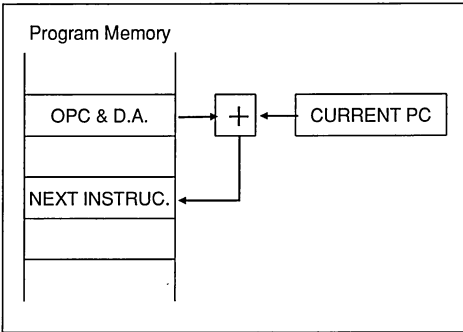 Program Memory
OPC & D.A.
+
CURRENT PC
NEXT INSTRUC.